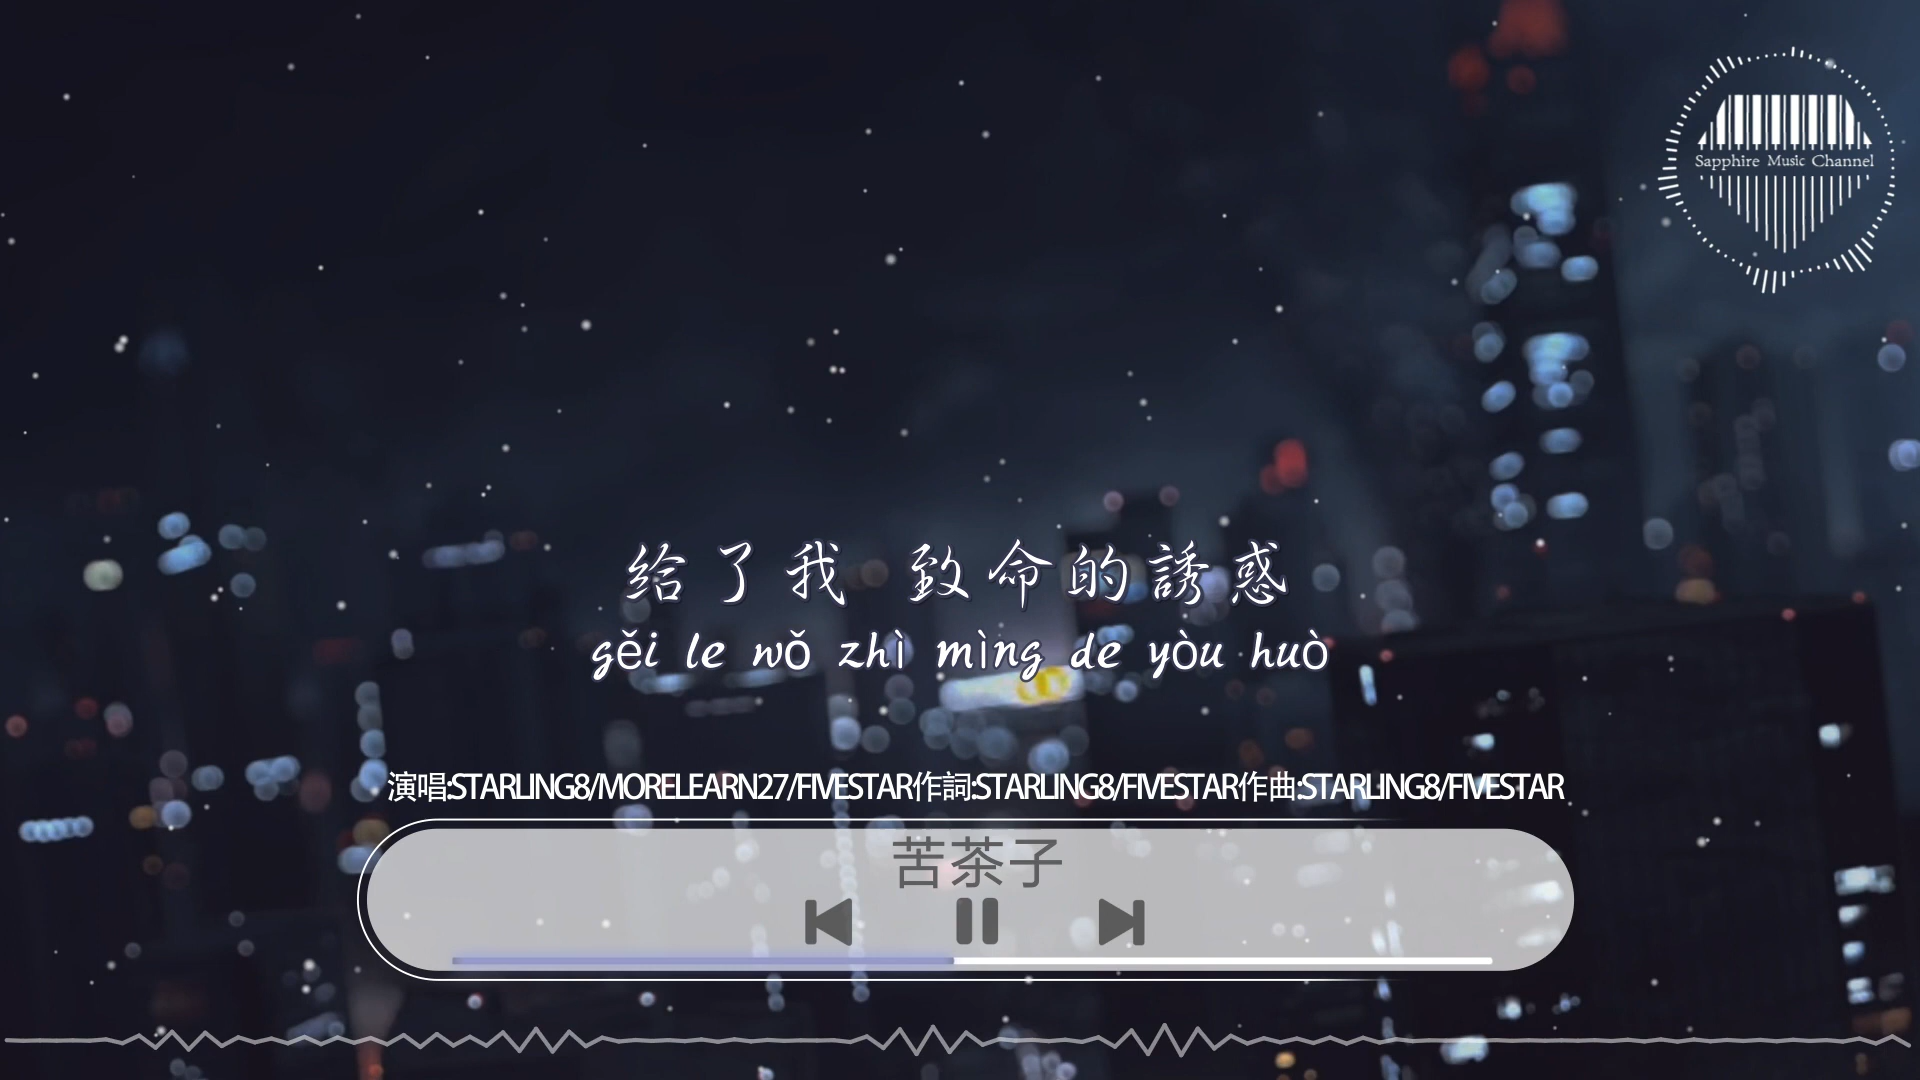 Sapphire Music Channel
给了我 致命的誘惑
gěi le wǒ zhì mìng de yòu huò
演唱:STARLING8/MORELEARN27/FIVESTAR作詞:STARLING8/FIVESTAR作曲:STARLING8/FIVESTAR
苦茶子